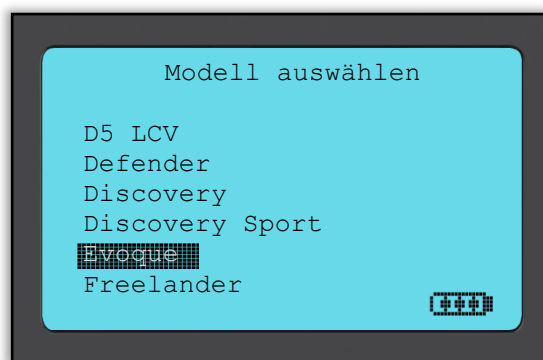 Modell auswählen
D5 LCV
Defender
Discovery
Discovery Sport
Evoque
Freelander